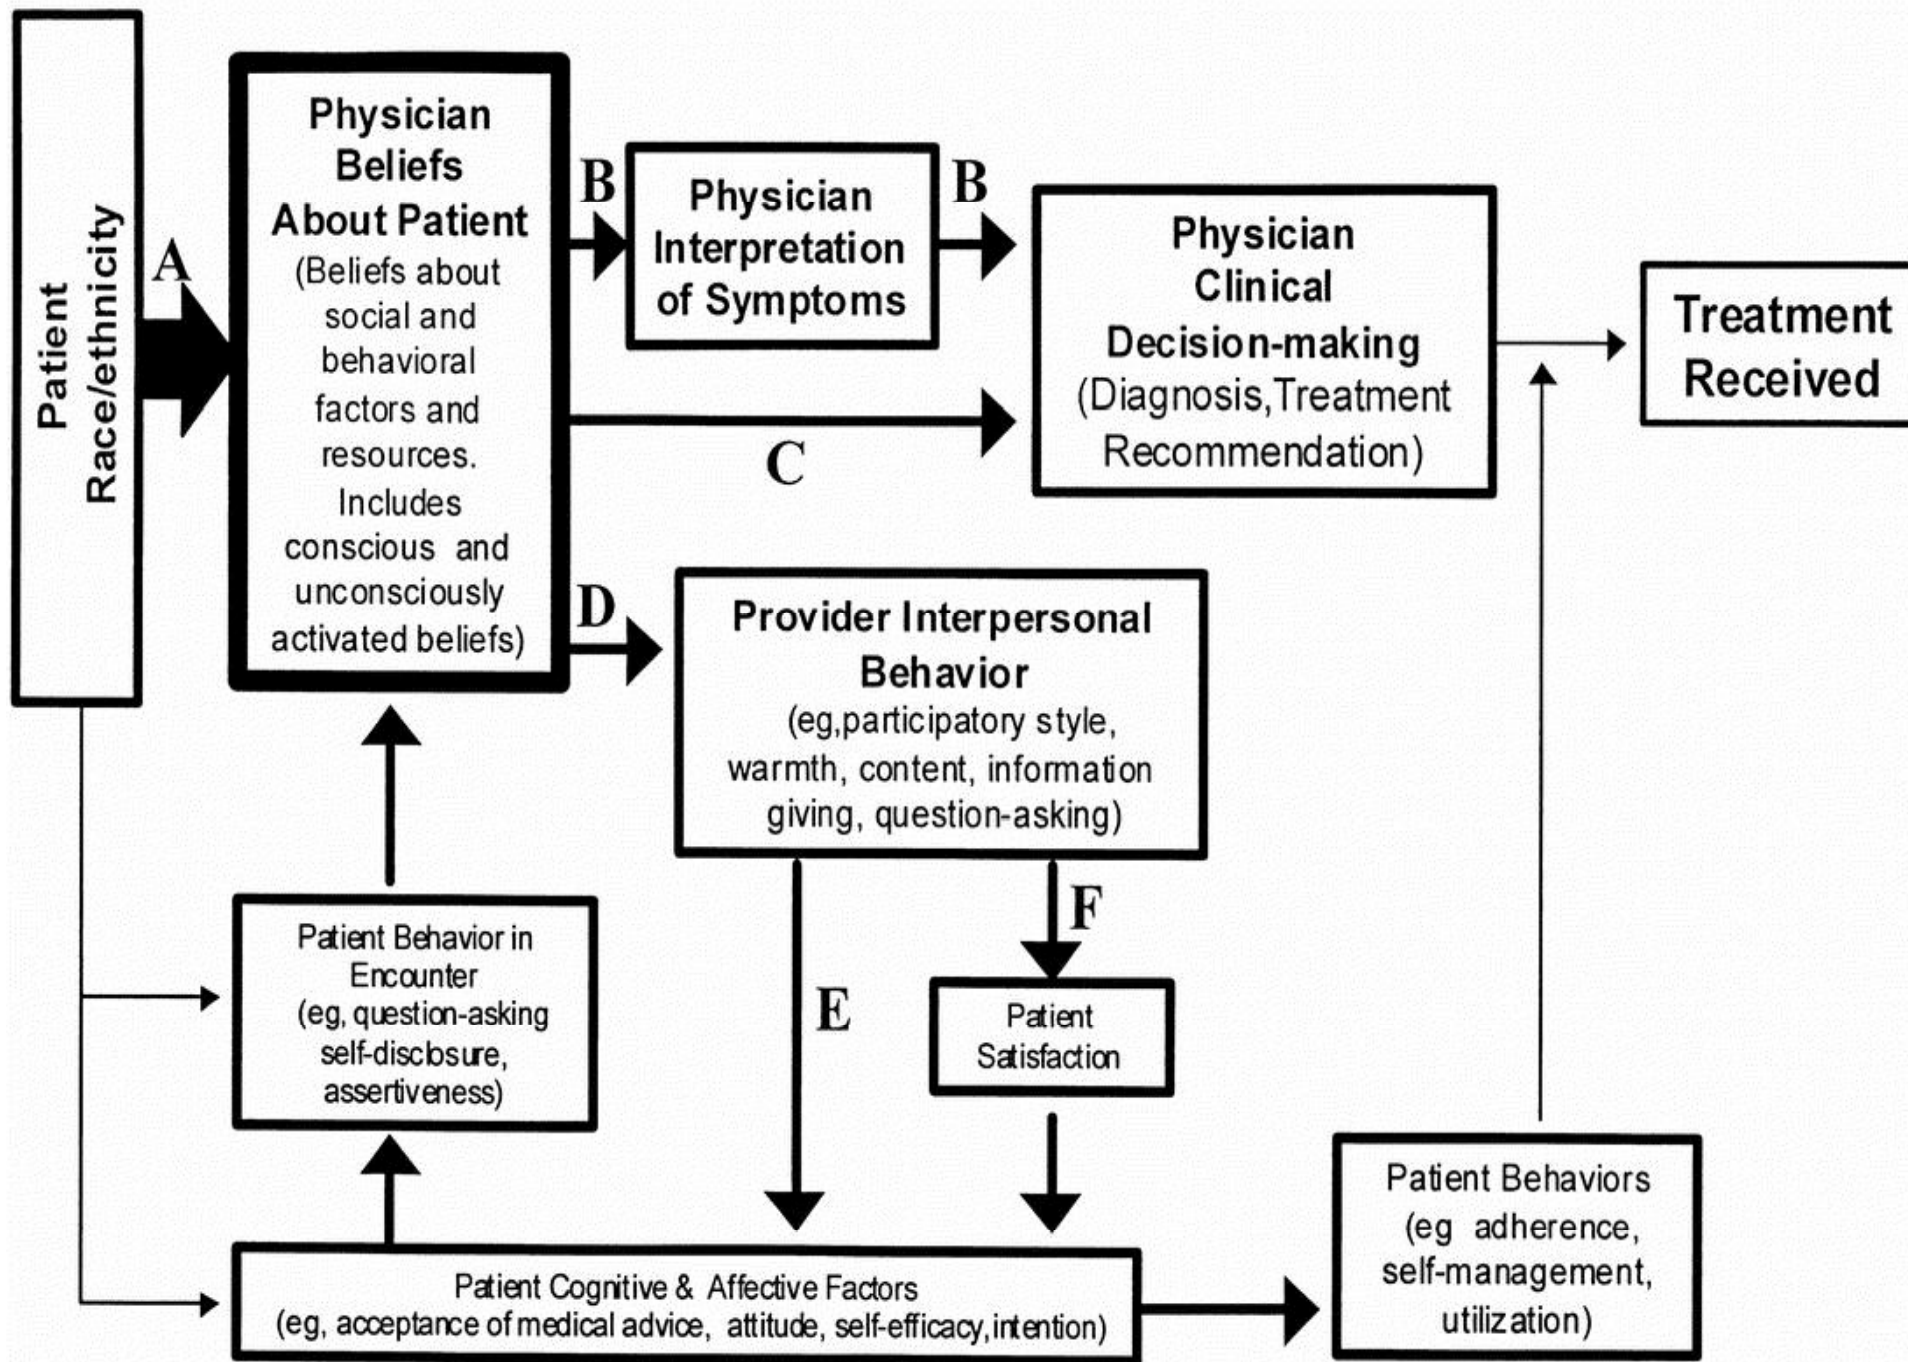 Patient
Race/ethnicity
A
Physician
Beliefs
About Patient
(Beliefs about
social and
behavioral
factors and
resources.
Includes
conscious and
unconsciously
activated beliefs)
B
Physician
Interpretation
of Symptoms
B
Physician
Clinical
Decision-making
(Diagnosis,Treatment
Recommendation)
Treatment
Received
C
D
Provider Interpersonal
Behavior
(eg,participatory style,
warmth, content, information
giving, question-asking)
E
F
Patient
Satisfaction
Patient Behavior in
Encounter
(eg, question-asking
self-disclosure,
assertiveness)
Patient Cognitive & Affective Factors
(eg, acceptance of medical advice, attitude, self-efficacy,intention)
Patient Behaviors
(eg adherence,
self-management,
utilization)